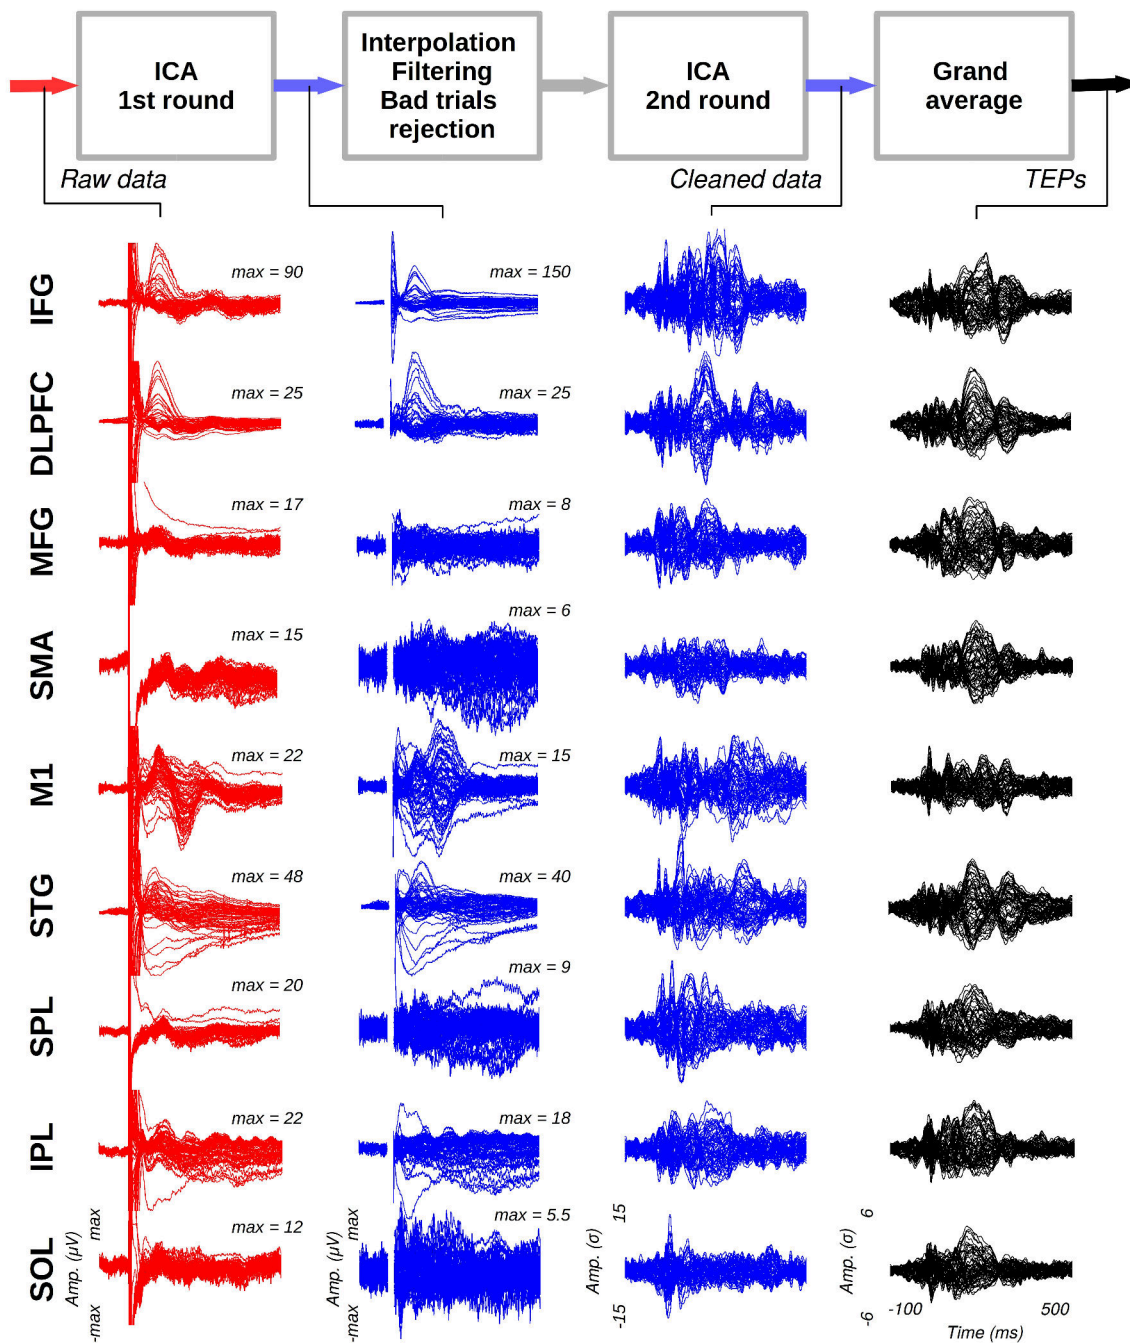 ICA
1st round
Interpolation
Filtering
Bad trials
rejection
ICA
2nd round
Grand
average
Raw data
Cleaned data
TEPs
IFG
max = 90
max = 150
DLPFC
max = 25
max = 25
MFG
max = 17
max = 8
SMA
max = 15
max = 6
M1
max = 22
max = 15
STG
max = 48
max = 40
SPL
max = 20
max = 9
IPL
max = 22
max = 18
SOL
max = 12
max = 5.5
Amp. (µV)
max
-max
Amp. (µV)
max
-max
Amp. (σ)
15
-15
Amp. (σ)
6
-6
-100
500
Time (ms)